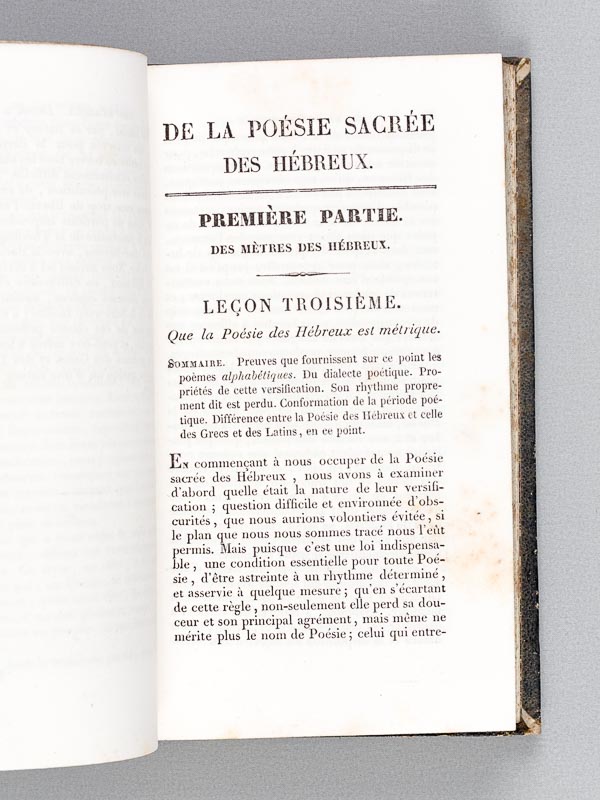 DE LA POÉSIE SACRÉE
DES HÉBREUX.
PREMIÈRE PARTIE.
DES MÈTRES DES HÉBREUX.
LEÇON TROISIÈME.
Que la Poésie des Hébreux est métrique.
SOMMAIRE. Preuves que fournissent sur ce point les
poèmes alphabétiques. Du dialecte poétique. Pro-
priétés de cette versification. Son rhythme propre-
ment dit est perdu. Conformation de la période poé-
tique. Différence entre la Poésie des Hébreux et celle
des Grecs et des Latins, en ce point.
EN commençant à nous occuper de la Poésie
sacrée des Hébreux, nous avons à examiner
d'abord quelle était la nature de leur versifi-
cation; question difficile et environnée d'obs-
curités, que nous aurions volontiers évitée, si
le plan que nous nous sommes tracé nous l'eût
permis. Mais puisque c'est une loi indispensa-
ble, une condition essentielle pour toute Poé-
sie, d'être astreinte à un rhythme déterminé,
et asservie à quelque mesure; qu'en s'écartant
de cette règle, non-seulement elle perd sa dou-
ceur et son principal agrément, mais même ne
mérite plus le nom de Poésie; celui qui entre-